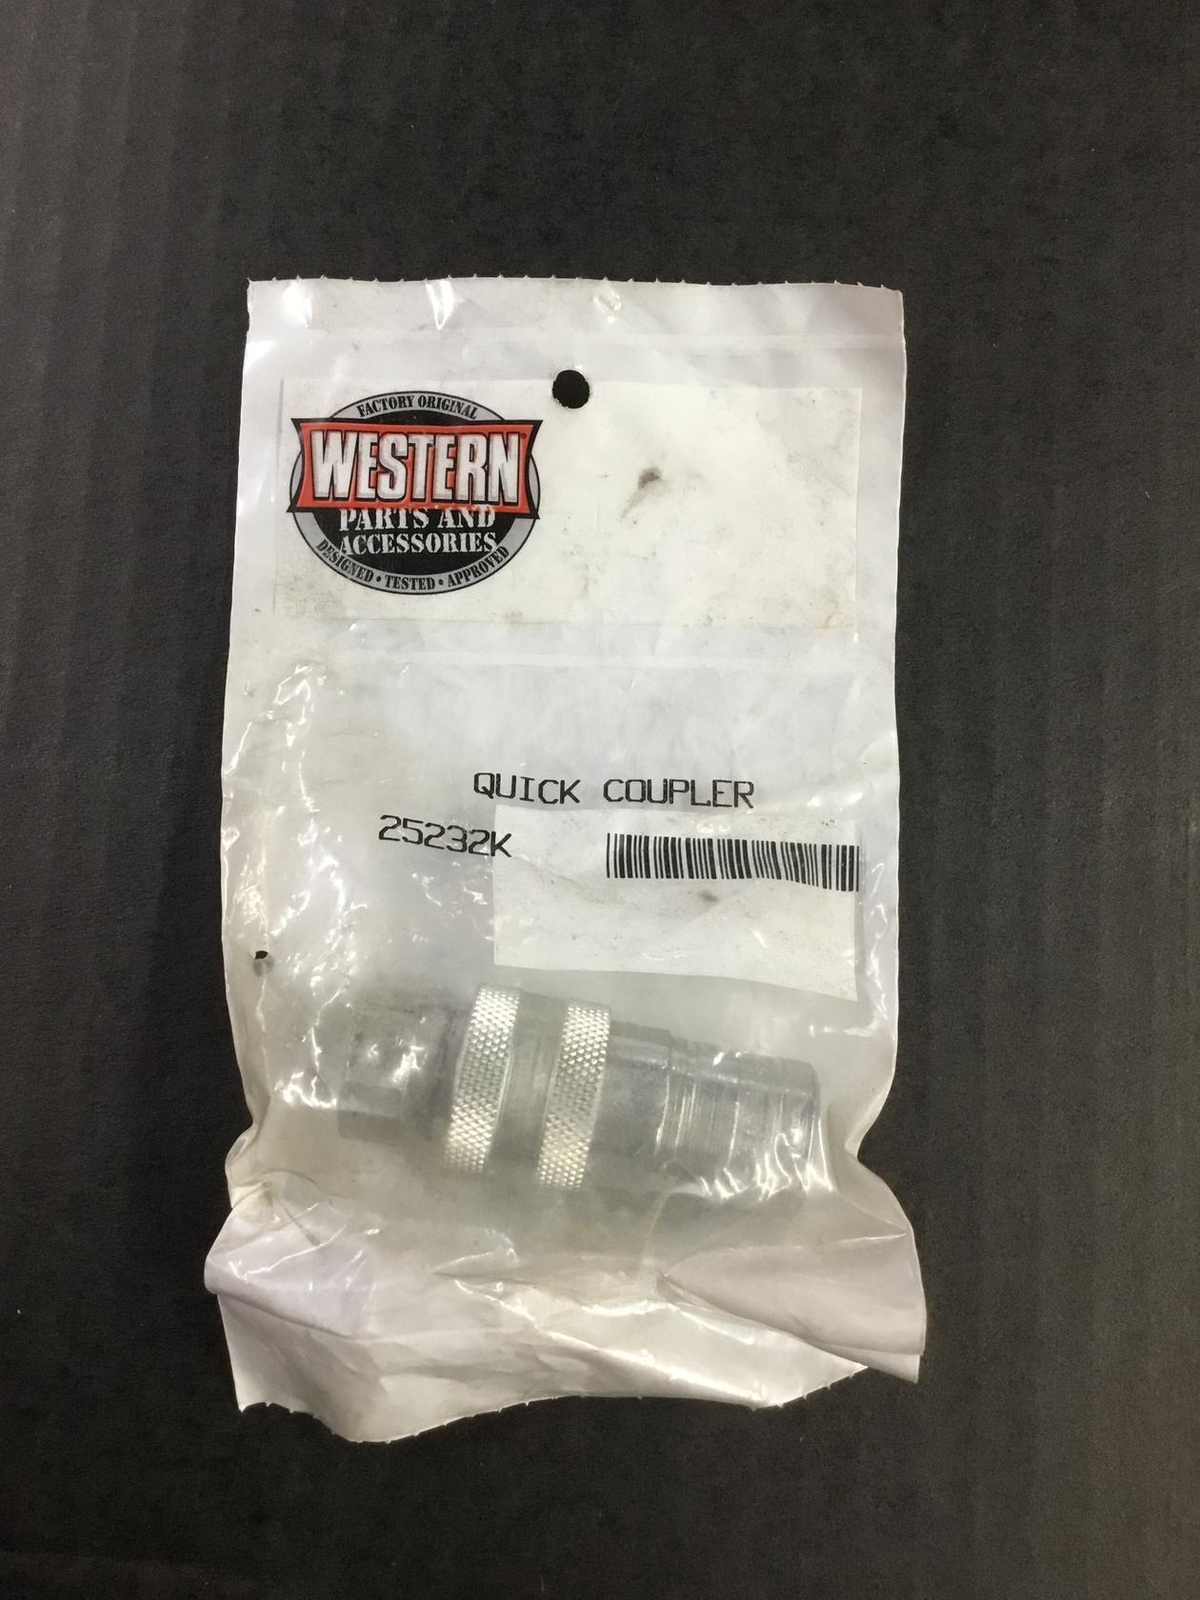 FACTORY ORIGINAL
WESTERN
PARTS AND
ACCESSORIES
DESIGNED • TESTED • APPROVED
QUICK COUPLER
25232K